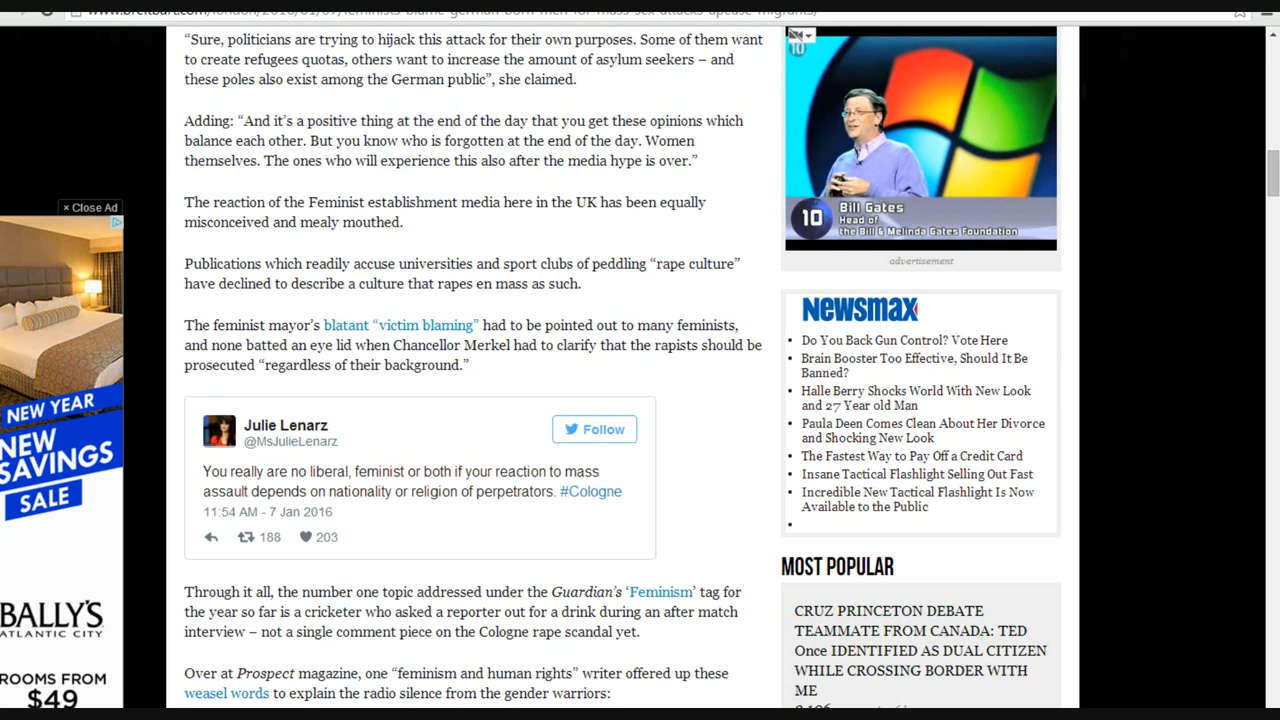 “Sure, politicians are trying to hijack this attack for their own purposes. Some of them want
to create refugees quotas, others want to increase the amount of asylum seekers – and
these poles also exist among the German public”, she claimed.
Adding: “And it’s a positive thing at the end of the day that you get these opinions which
balance each other. But you know who is forgotten at the end of the day. Women
themselves. The ones who will experience this also after the media hype is over.”
The reaction of the Feminist establishment media here in the UK has been equally
misconceived and mealy mouthed.
Publications which readily accuse universities and sport clubs of peddling “rape culture”
have declined to describe a culture that rapes en mass as such.
The feminist mayor’s blatant “victim blaming” had to be pointed out to many feminists,
and none batted an eye lid when Chancellor Merkel had to clarify that the rapists should be
prosecuted “regardless of their background.”
Julie Lenarz
@MsJulieLenarz
Follow
You really are no liberal, feminist or both if your reaction to mass
assault depends on nationality or religion of perpetrators. #Cologne
11:54 AM - 7 Jan 2016
188 203
Through it all, the number one topic addressed under the Guardian’s ‘Feminism’ tag for
the year so far is a cricketer who asked a reporter out for a drink during an after match
interview – not a single comment piece on the Cologne rape scandal yet.
Over at Prospect magazine, one “feminism and human rights” writer offered up these
weasel words to explain the radio silence from the gender warriors:
× Close Ad
NEW YEAR
NEW
SAVINGS
SALE
BALLY'S
ATLANTIC CITY
ROOMS FROM
$49
10
10
Bill Gates
Head of
the Bill & Melinda Gates Foundation
advertisement
Newsmax
• Do You Back Gun Control? Vote Here
• Brain Booster Too Effective, Should It Be
Banned?
• Halle Berry Shocks World With New Look
and 27 Year old Man
• Paula Deen Comes Clean About Her Divorce
and Shocking New Look
• The Fastest Way to Pay Off a Credit Card
• Insane Tactical Flashlight Selling Out Fast
• Incredible New Tactical Flashlight Is Now
Available to the Public
•
MOST POPULAR
CRUZ PRINCETON DEBATE
TEAMMATE FROM CANADA: TED
Once IDENTIFIED AS DUAL CITIZEN
WHILE CROSSING BORDER WITH
ME